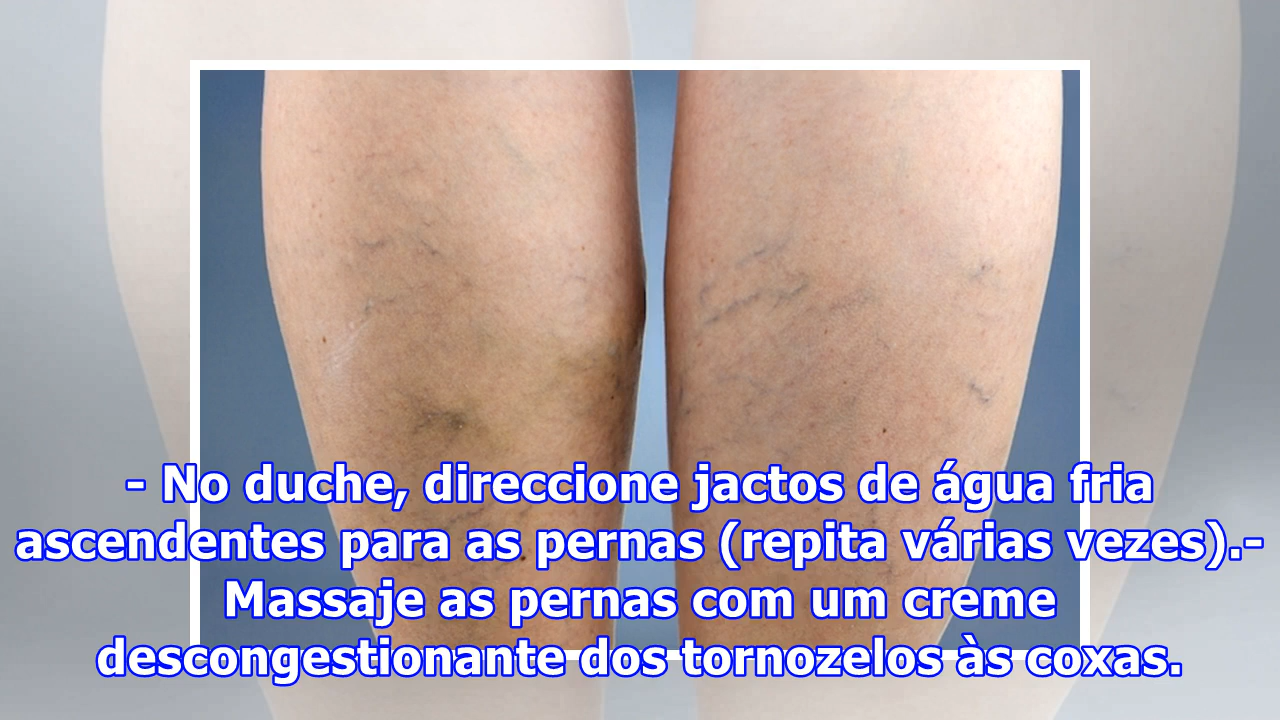 - No duche, direccione jactos de água fria
ascendentes para as pernas (repita várias vezes).-
Massaje as pernas com um creme
descongestionante dos tornozelos às coxas.